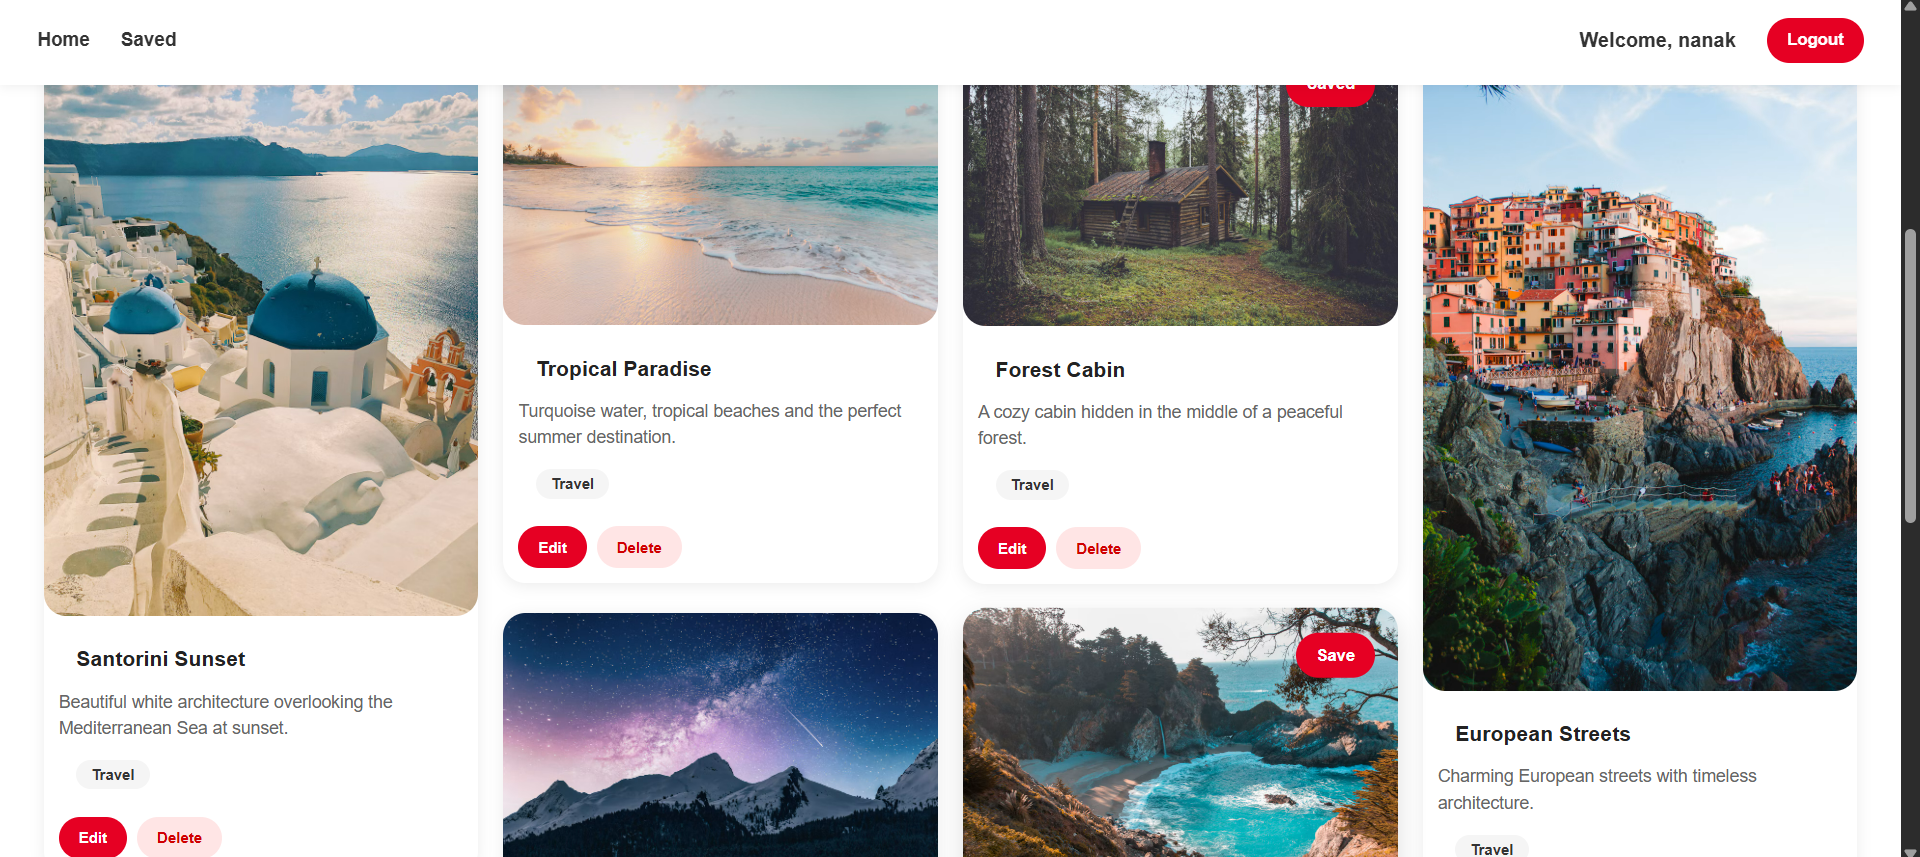 Home
Saved
Welcome, nanak
Logout
Saved
Santorini Sunset
Beautiful white architecture overlooking the
Mediterranean Sea at sunset.
Travel
Edit
Delete
Tropical Paradise
Turquoise water, tropical beaches and the perfect
summer destination.
Travel
Edit
Delete
Forest Cabin
A cozy cabin hidden in the middle of a peaceful
forest.
Travel
Edit
Delete
Save
European Streets
Charming European streets with timeless
architecture.
Travel